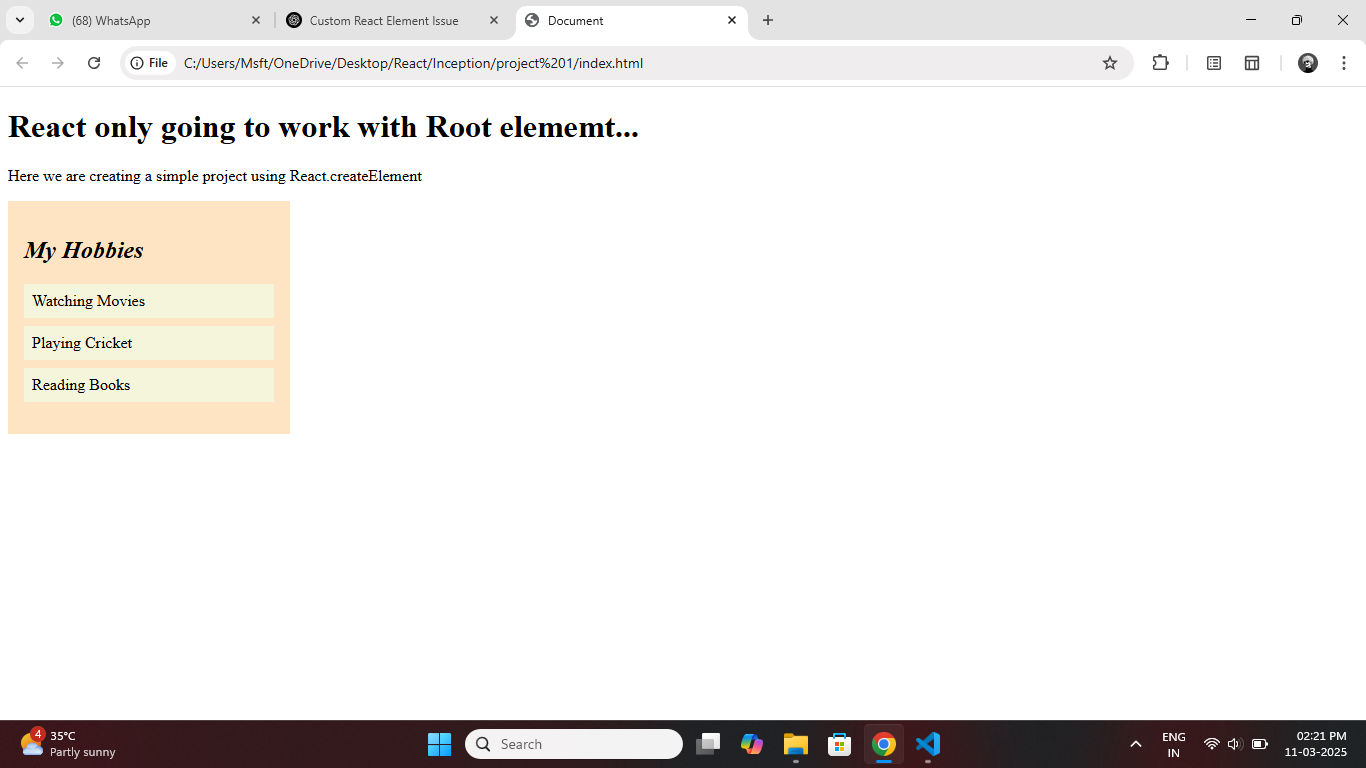 (68) WhatsApp
Custom React Element Issue
Document
File
C:/Users/Msft/OneDrive/Desktop/React/Inception/project%201/index.html
React only going to work with Root elememt...
Here we are creating a simple project using React.createElement
My Hobbies
Watching Movies
Playing Cricket
Reading Books
4
35°C
Partly sunny
Search
ENG
IN
02:21 PM
11-03-2025